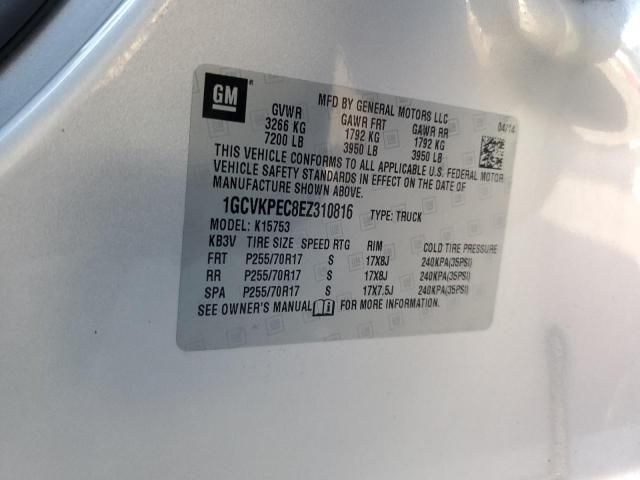 GM
MFD BY GENERAL MOTORS LLC
04/14
GVWR GAWR FRT GAWR RR
3266 KG 1792 KG 1792 KG
7200 LB 3950 LB 3950 LB
THIS VEHICLE CONFORMS TO ALL APPLICABLE U.S. FEDERAL MOTOR
VEHICLE SAFETY AND THEFT PREVENTION STANDARDS IN EFFECT ON THE DATE OF
MANUFACTURE SHOWN ABOVE.
1GCVKPEC8EZ310816 TYPE: TRUCK
MODEL: K15753
KB3V TIRE SIZE SPEED RTG RIM COLD TIRE PRESSURE
FRT P255/70R17 S 17X8J 240KPA(35PSI)
RR P255/70R17 S 17X8J 240KPA(35PSI)
SPA P255/70R17 S 17X7.5J 240KPA(35PSI)
SEE OWNER'S MANUAL FOR MORE INFORMATION.